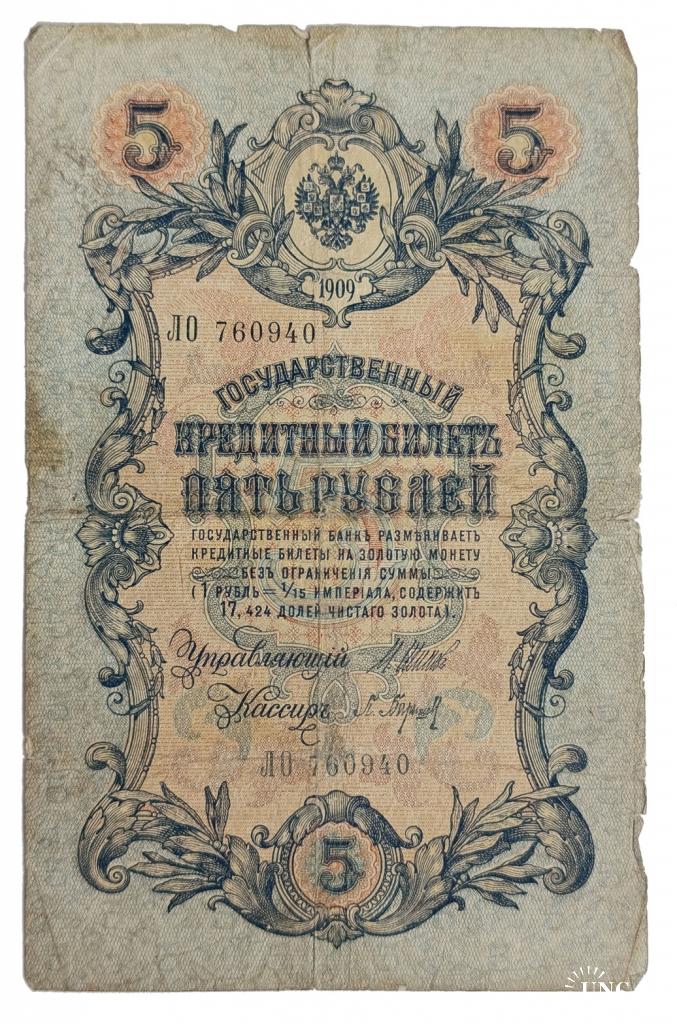 5 5
1909
ЛО 760940
ГОСУДАРСТВЕННЫЙ
КРЕДИТНЫЙ БИЛЕТЪ
ПЯТЬ РУБЛЕЙ
ГОСУДАРСТВЕННЫЙ БАНКЪ РАЗМѢНИВАЕТЪ
КРЕДИТНЫЕ БИЛЕТЫ НА ЗОЛОТУЮ МОНЕТУ
БЕЗЪ ОГРАНИЧЕНІЯ СУММЫ
(1 РУБЛЬ = 1/15 ИМПЕРІАЛА, СОДЕРЖИТЪ
17,424 ДОЛЕЙ ЧИСТАГО ЗОЛОТА).
Управляющій
Кассиръ
ЛО 760940
5
UNC